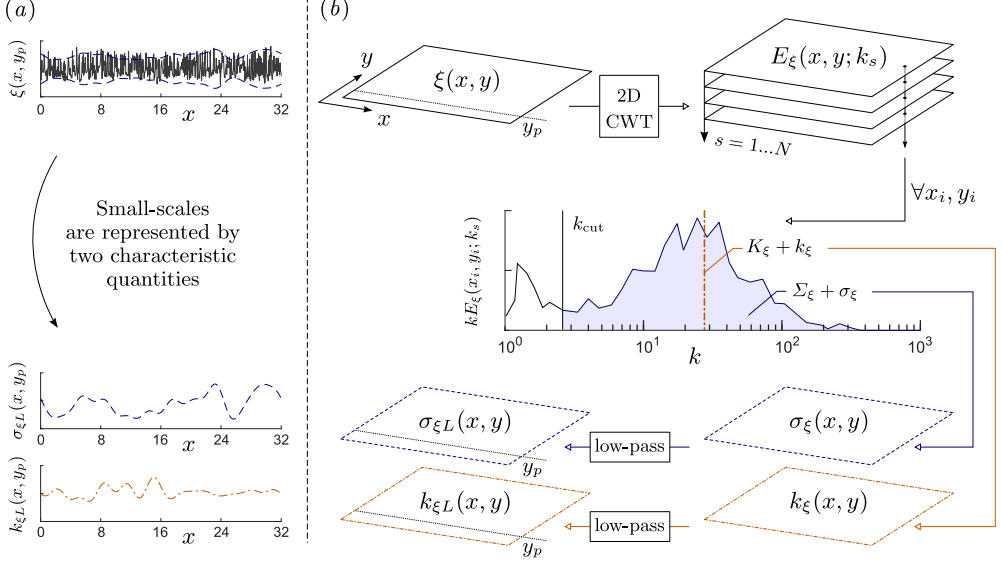 (a)
ξ(x, y_p)
0 8 16 24 32
x
Small-scales
are represented by
two characteristic
quantities
σ_ξL(x, y_p)
0 8 16 24 32
x
k_ξL(x, y_p)
0 8 16 24 32
x
(b)
y
x
ξ(x, y)
y_p
2D
CWT
E_ξ(x, y; k_s)
s = 1...N
∀x_i, y_i
kE_ξ(x_i, y_i; k_s)
k_cut
K_ξ + k_ξ
Σ_ξ + σ_ξ
10^0 10^1 10^2 10^3
k
σ_ξL(x, y)
y_p
low-pass
σ_ξ(x, y)
k_ξL(x, y)
y_p
low-pass
k_ξ(x, y)